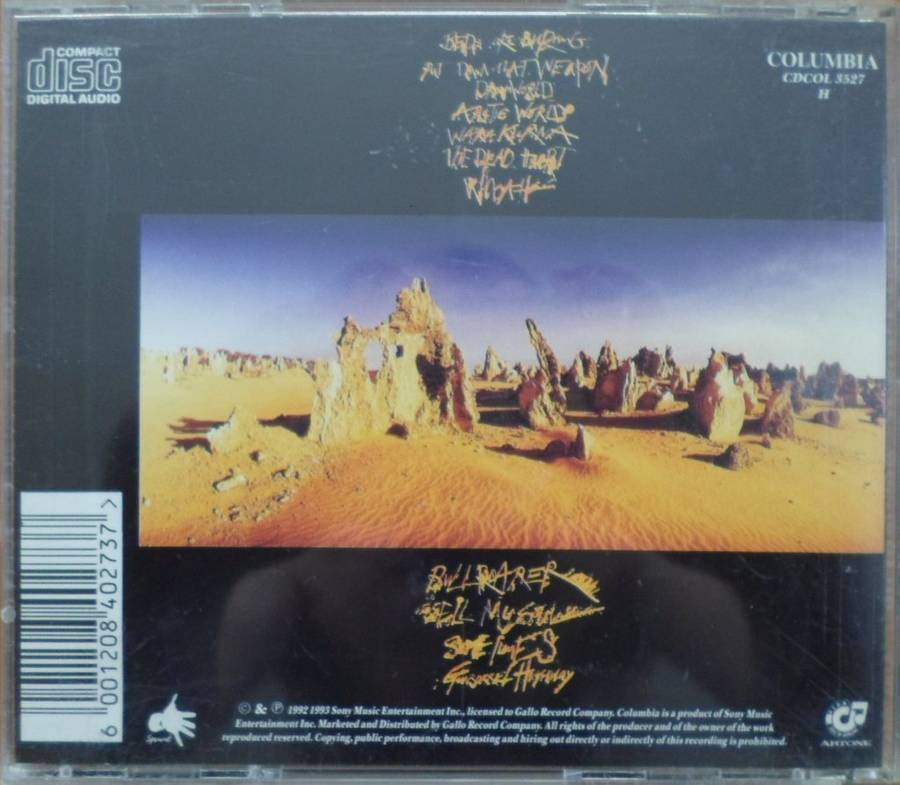 COMPACT
disc
DIGITAL AUDIO
BEDS ARE BURNING
PUT DOWN THAT WEAPON
DREAMWORLD
ARCTIC WORLD
WARAKURNA
THE DEAD HEART
WHOAH
COLUMBIA
CDCOL 3527
H
BULLROARER
SELL MY SOUL
SOMETIMES
GUNBARREL HIGHWAY
6 001208 402737 >
© & ℗ 1992 1993 Sony Music Entertainment Inc., licensed to Gallo Record Company. Columbia is a product of Sony Music
Entertainment Inc. Marketed and Distributed by Gallo Record Company. All rights of the producer and of the owner of the work
reproduced reserved. Copying, public performance, broadcasting and hiring out directly or indirectly of this recording is prohibited.
ARTONE